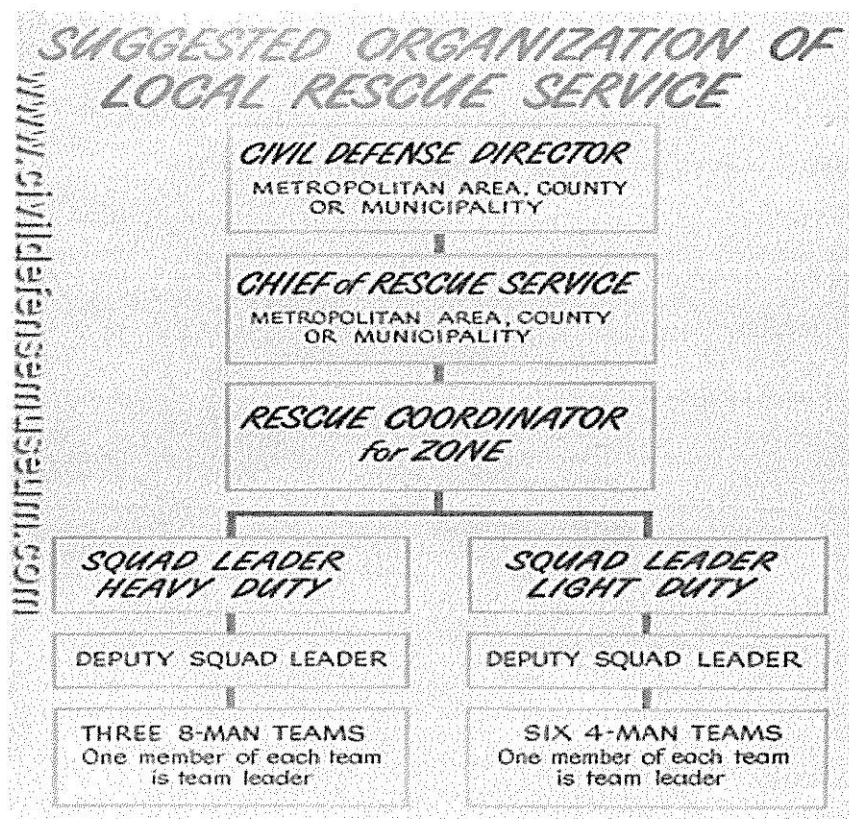 SUGGESTED ORGANIZATION OF
LOCAL RESCUE SERVICE
www.civildefensemuseum.com
CIVIL DEFENSE DIRECTOR
METROPOLITAN AREA, COUNTY
OR MUNICIPALITY
CHIEF of RESCUE SERVICE
METROPOLITAN AREA, COUNTY
OR MUNICIPALITY
RESCUE COORDINATOR
for ZONE
SQUAD LEADER
HEAVY DUTY
DEPUTY SQUAD LEADER
THREE 8-MAN TEAMS
One member of each team
is team leader
SQUAD LEADER
LIGHT DUTY
DEPUTY SQUAD LEADER
SIX 4-MAN TEAMS
One member of each team
is team leader